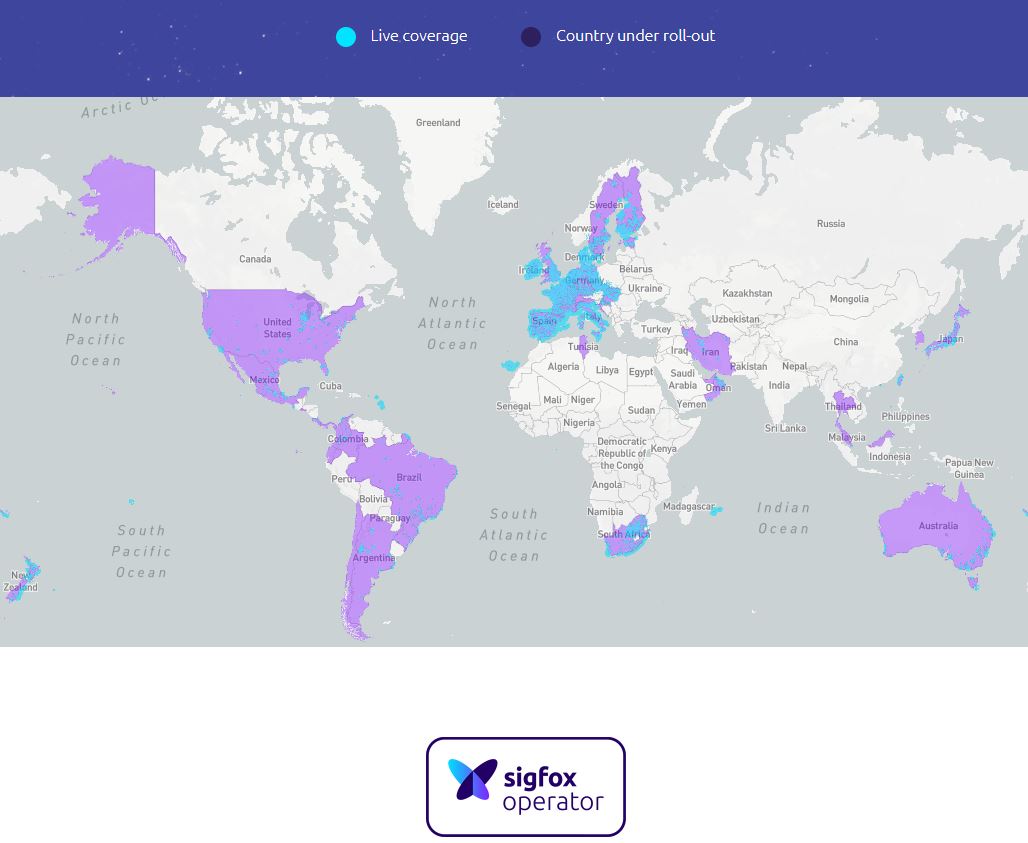 Live coverage
Country under roll-out
Arctic Oc
Greenland
Iceland
Sweden
Norway
Russia
Canada
Ireland
Denmark
Germany
Belarus
Ukraine
Kazakhstan
Mongolia
North
Pacific
Ocean
United
States
North
Atlantic
Ocean
Spain
Italy
Turkey
Uzbekistan
China
Japan
Tunisia
Iraq
Iran
Pakistan
Nepal
Algeria
Libya
Egypt
Saudi
Arabia
Oman
India
Mexico
Cuba
Senegal
Mali
Niger
Sudan
Yemen
Thailand
Philippines
Nigeria
Sri Lanka
Colombia
Democratic
Republic of
the Congo
Kenya
Malaysia
Indonesia
Papua New
Guinea
Peru
Brazil
Bolivia
Angola
Paraguay
Namibia
Madagascar
South
Pacific
Ocean
South
Atlantic
Ocean
Indian
Ocean
South Africa
Australia
Argentina
New
Zealand
sigfox
operator